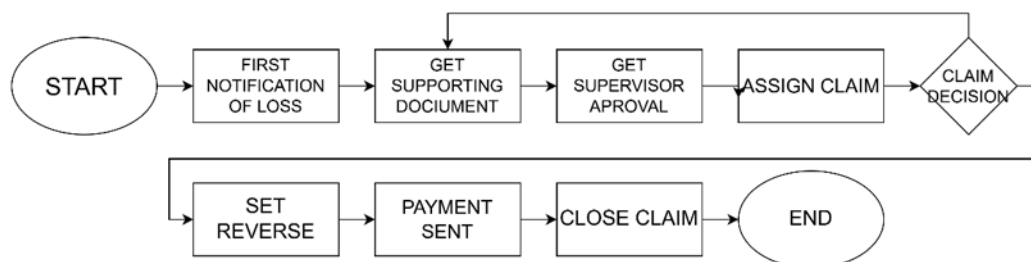 START
FIRST
NOTIFICATION
OF LOSS
GET
SUPPORTING
DOCIUMENT
GET
SUPERVISOR
APROVAL
ASSIGN CLAIM
CLAIM
DECISION
SET
REVERSE
PAYMENT
SENT
CLOSE CLAIM
END